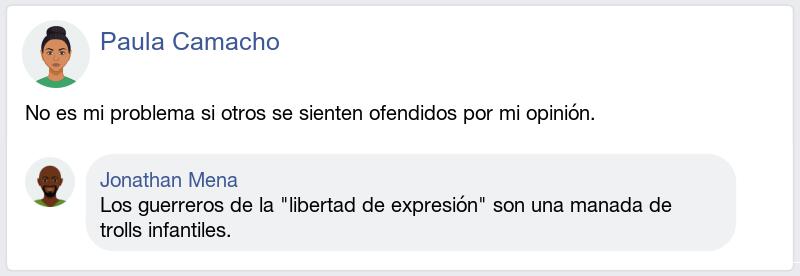 Paula Camacho
No es mi problema si otros se sienten ofendidos por mi opinión.
Jonathan Mena
Los guerreros de la "libertad de expresión" son una manada de
trolls infantiles.